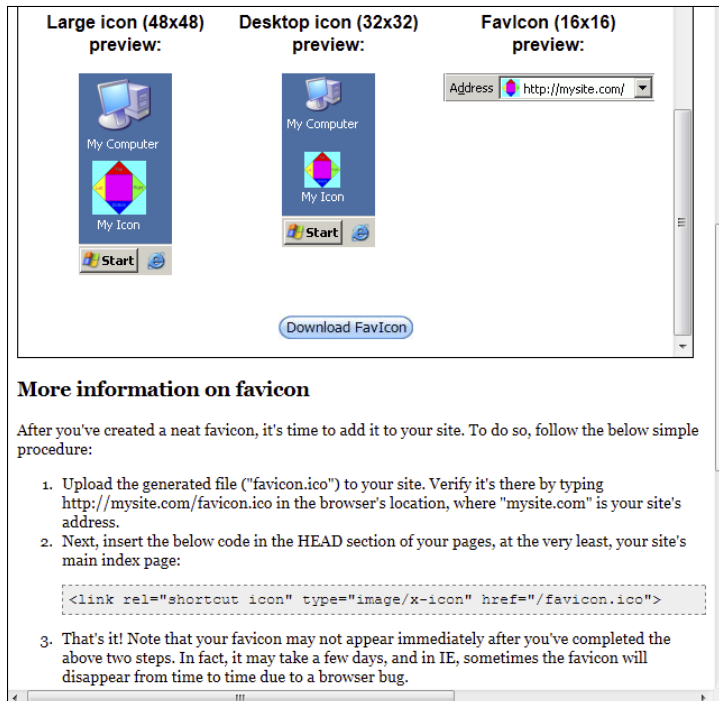 Large icon (48x48)
preview:
Desktop icon (32x32)
preview:
FavIcon (16x16)
preview:
My Computer
My Icon
Start
My Computer
My Icon
Start
Address http://mysite.com/
Download FavIcon
More information on favicon
After you've created a neat favicon, it's time to add it to your site. To do so, follow the below simple
procedure:
1. Upload the generated file ("favicon.ico") to your site. Verify it's there by typing
http://mysite.com/favicon.ico in the browser's location, where "mysite.com" is your site's
address.
2. Next, insert the below code in the HEAD section of your pages, at the very least, your site's
main index page:
<link rel="shortcut icon" type="image/x-icon" href="/favicon.ico">
3. That's it! Note that your favicon may not appear immediately after you've completed the
above two steps. In fact, it may take a few days, and in IE, sometimes the favicon will
disappear from time to time due to a browser bug.